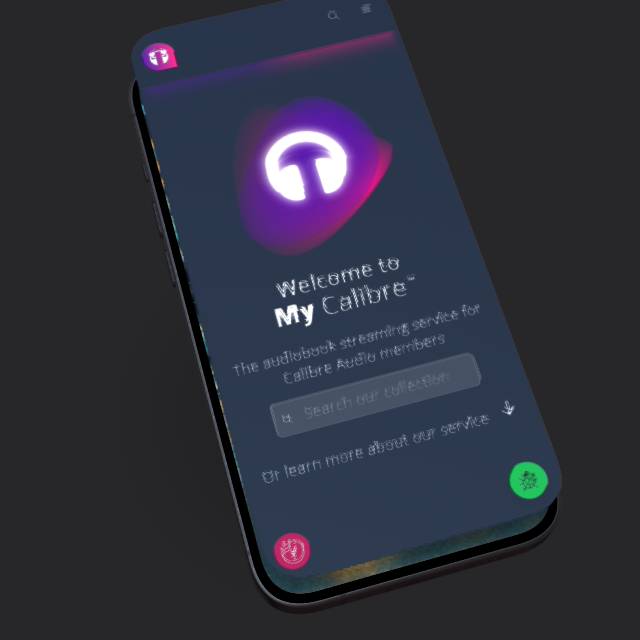 Welcome to
My Calibre™
The audiobook streaming service for
Calibre Audio members
Search our collection
Or learn more about our service